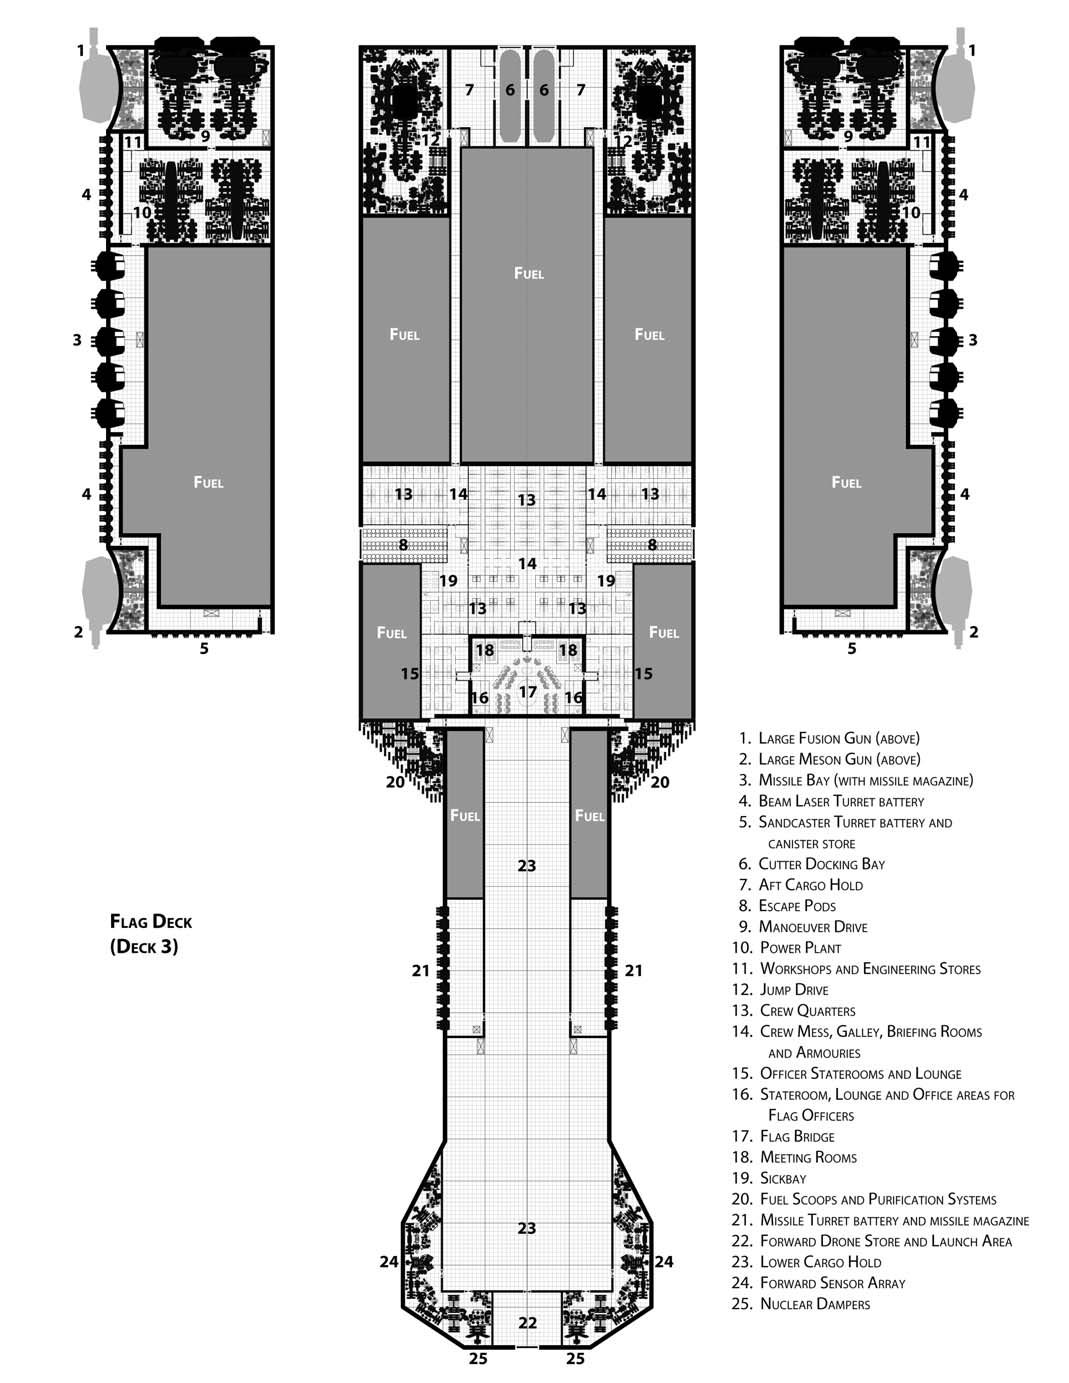 1
6
6
7
7
1
9
11
12
12
9
11
4
10
10
4
Fuel
Fuel
Fuel
3
3
Fuel
Fuel
4
13
14
13
14
13
4
8
8
14
19
19
13
13
2
Fuel
Fuel
2
5
18
18
5
15
15
16
17
16
20
20
Fuel
Fuel
23
21
21
23
24
24
22
25
25
Flag Deck
(Deck 3)
1. Large Fusion Gun (above)
2. Large Meson Gun (above)
3. Missile Bay (with missile magazine)
4. Beam Laser Turret battery
5. Sandcaster Turret battery and
canister store
6. Cutter Docking Bay
7. Aft Cargo Hold
8. Escape Pods
9. Manoeuver Drive
10. Power Plant
11. Workshops and Engineering Stores
12. Jump Drive
13. Crew Quarters
14. Crew Mess, Galley, Briefing Rooms
and Armouries
15. Officer Staterooms and Lounge
16. Stateroom, Lounge and Office areas for
Flag Officers
17. Flag Bridge
18. Meeting Rooms
19. Sickbay
20. Fuel Scoops and Purification Systems
21. Missile Turret battery and missile magazine
22. Forward Drone Store and Launch Area
23. Lower Cargo Hold
24. Forward Sensor Array
25. Nuclear Dampers